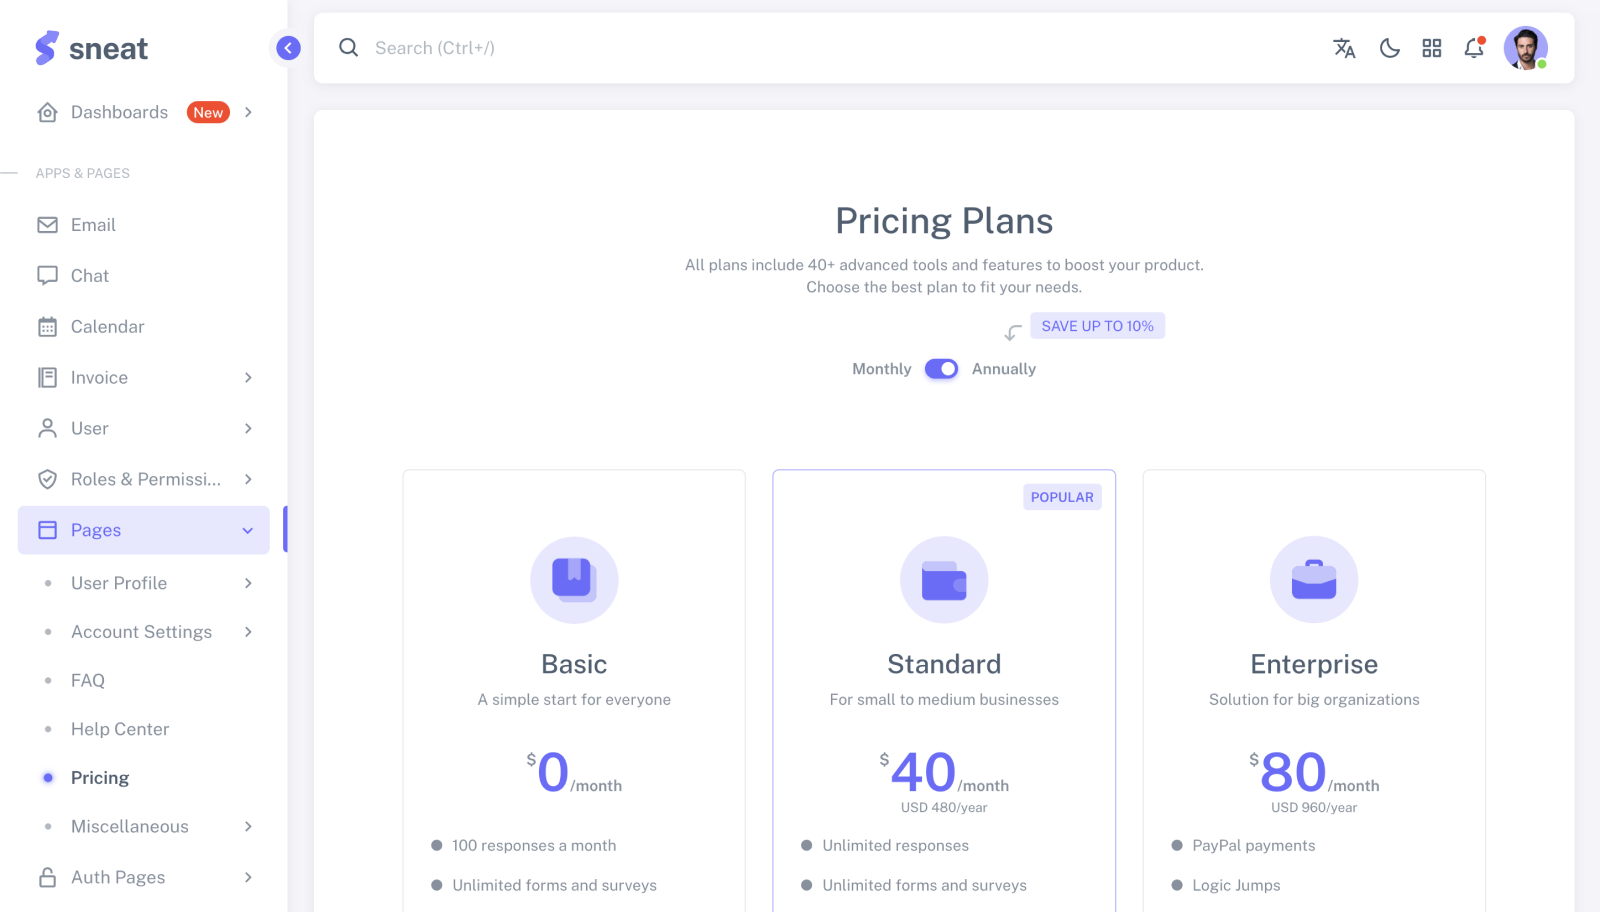 sneat
Dashboards New
APPS & PAGES
Email
Chat
Calendar
Invoice
User
Roles & Permissi...
Pages
User Profile
Account Settings
FAQ
Help Center
Pricing
Miscellaneous
Auth Pages
Search (Ctrl+/)
Pricing Plans
All plans include 40+ advanced tools and features to boost your product.
Choose the best plan to fit your needs.
SAVE UP TO 10%
Monthly Annually
Basic
A simple start for everyone
$0/month
100 responses a month
Unlimited forms and surveys
POPULAR
Standard
For small to medium businesses
$40/month
USD 480/year
Unlimited responses
Unlimited forms and surveys
Enterprise
Solution for big organizations
$80/month
USD 960/year
PayPal payments
Logic Jumps